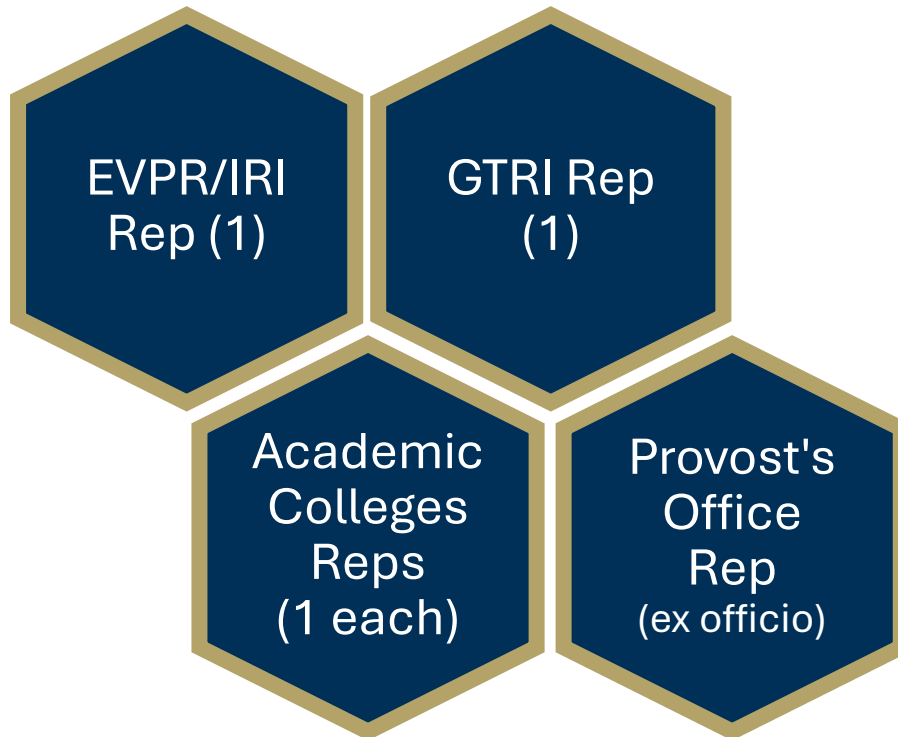 EVPR/IRI
Rep (1)
GTRI Rep
(1)
Academic
Colleges
Reps
(1 each)
Provost's
Office
Rep
(ex officio)